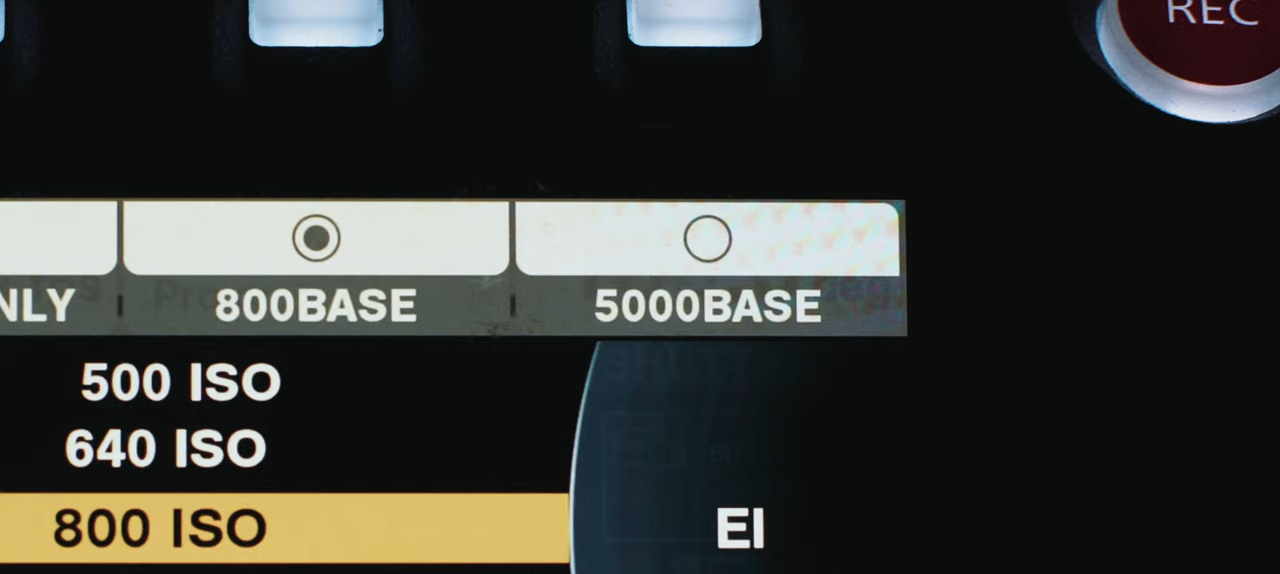 REC
NLY 800BASE 5000BASE
500 ISO
640 ISO
800 ISO
EI